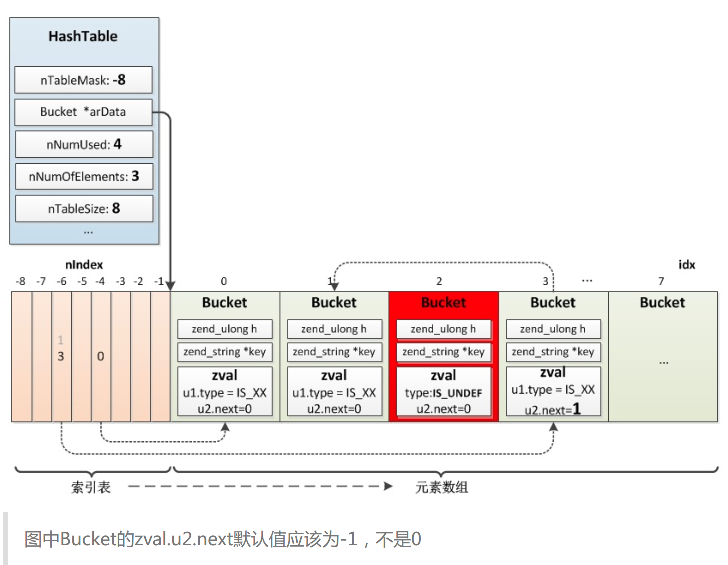 HashTable
nTableMask: -8
Bucket *arData
nNumUsed: 4
nNumOfElements: 3
nTableSize: 8
...
nIndex
idx
-8 -7 -6 -5 -4 -3 -2 -1 0 1 2 3 ... 7
Bucket Bucket Bucket Bucket Bucket
zend_ulong h zend_ulong h zend_ulong h zend_ulong h
1
3 0
zend_string *key zend_string *key zend_string *key zend_string *key
...
zval zval zval zval
u1.type = IS_XX u1.type = IS_XX type:IS_UNDEF u1.type = IS_XX
u2.next=0 u2.next=0 u2.next=0 u2.next=1
索引表 元素数组
图中Bucket的zval.u2.next默认值应该为-1，不是0